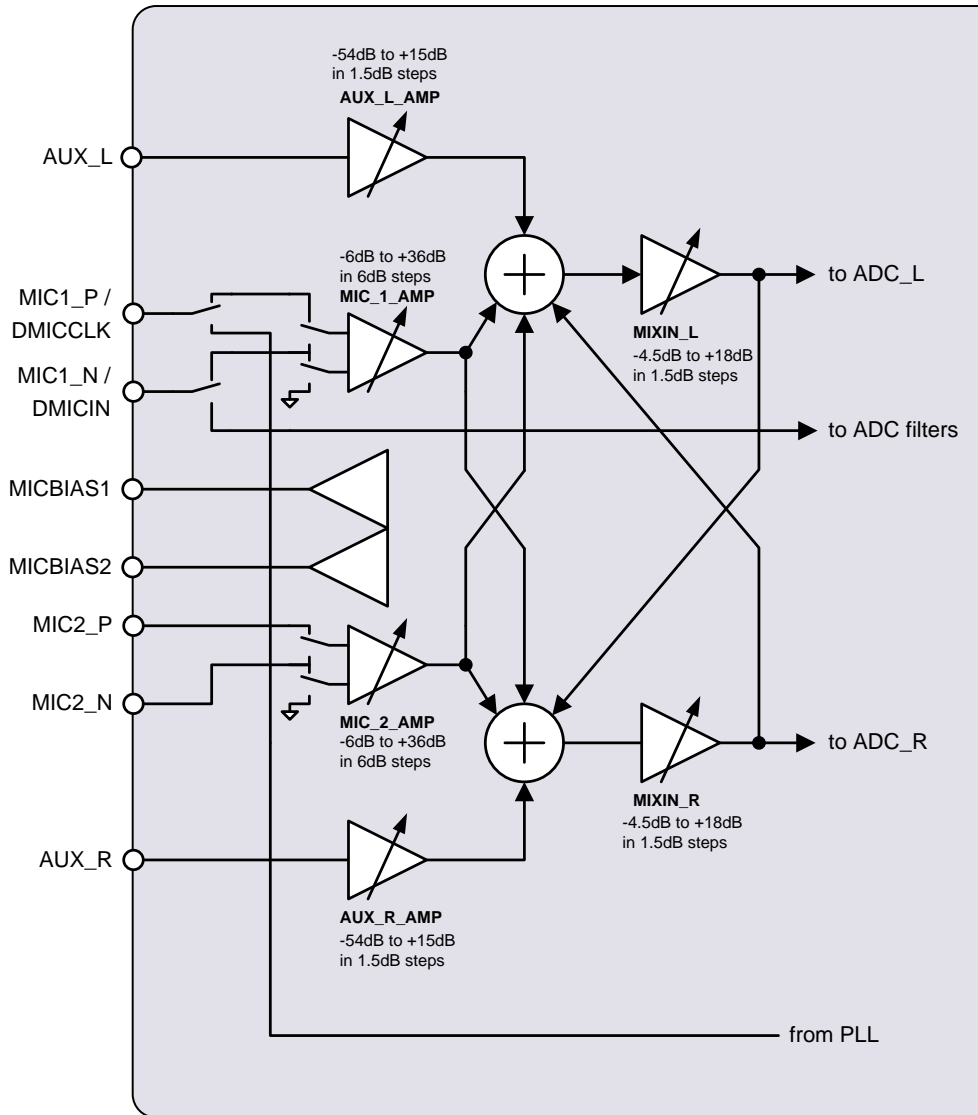 -54dB to +15dB
in 1.5dB steps
AUX_L_AMP
AUX_L
-6dB to +36dB
in 6dB steps
MIC_1_AMP
MIC1_P /
DMICCLK
MIC1_N /
DMICIN
MIXIN_L
-4.5dB to +18dB
in 1.5dB steps
to ADC_L
to ADC filters
MICBIAS1
MICBIAS2
MIC2_P
MIC2_N
MIC_2_AMP
-6dB to +36dB
in 6dB steps
to ADC_R
MIXIN_R
-4.5dB to +18dB
in 1.5dB steps
AUX_R
AUX_R_AMP
-54dB to +15dB
in 1.5dB steps
from PLL